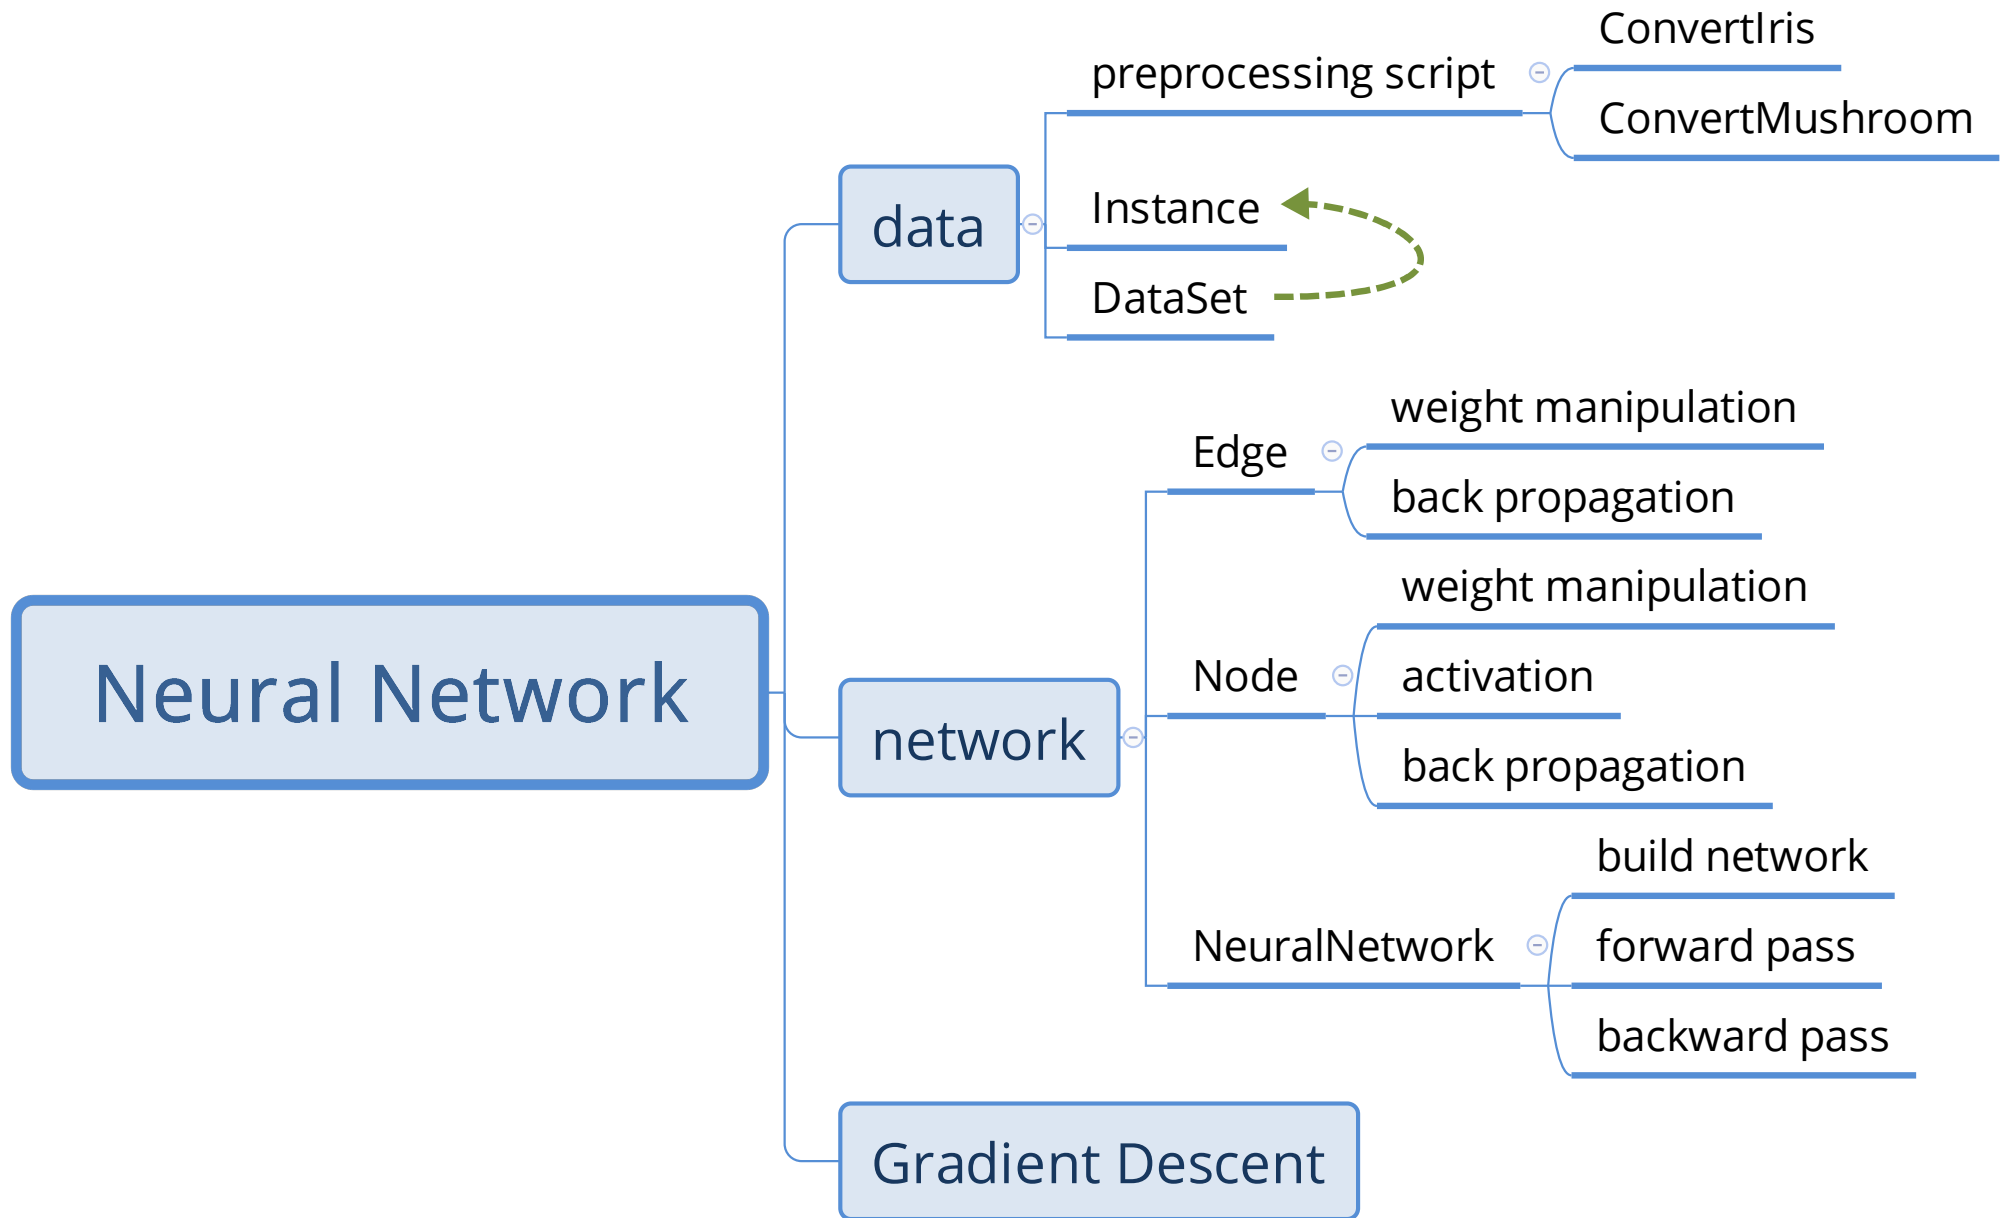 Neural Network
data
preprocessing script
ConvertIris
ConvertMushroom
Instance
DataSet
network
Edge
weight manipulation
back propagation
Node
weight manipulation
activation
back propagation
NeuralNetwork
build network
forward pass
backward pass
Gradient Descent